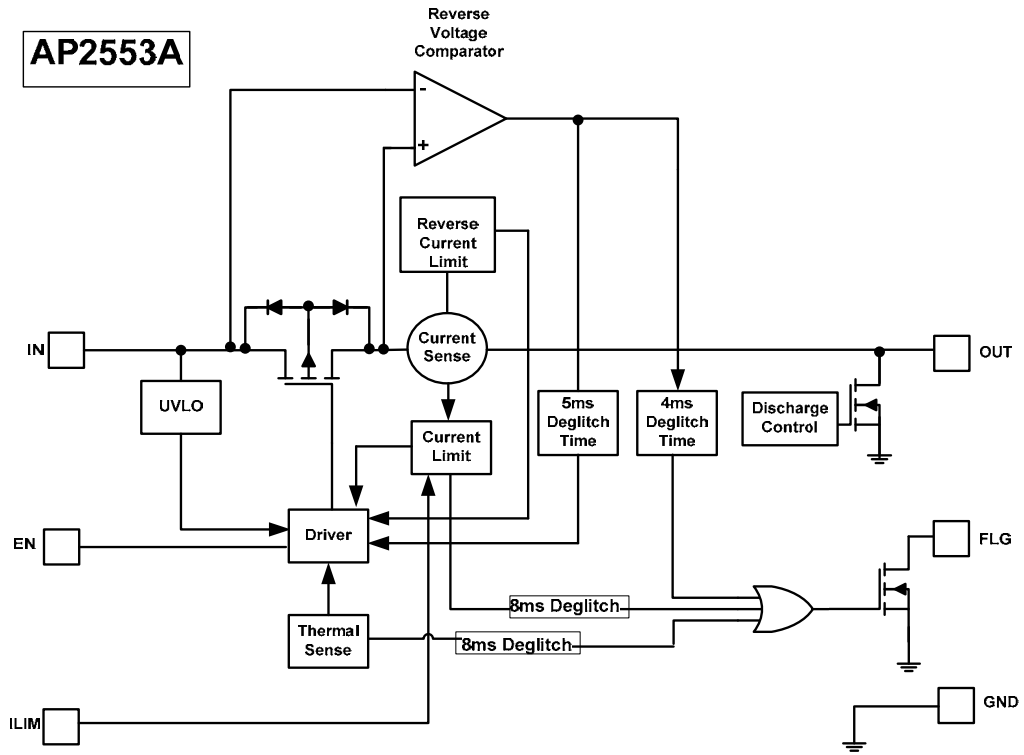 AP2553A
Reverse
Voltage
Comparator
-
+
Reverse
Current
Limit
IN
Current
Sense
OUT
UVLO
5ms
Deglitch
Time
4ms
Deglitch
Time
Discharge
Control
Current
Limit
EN
Driver
FLG
8ms Deglitch
Thermal
Sense
8ms Deglitch
ILIM
GND